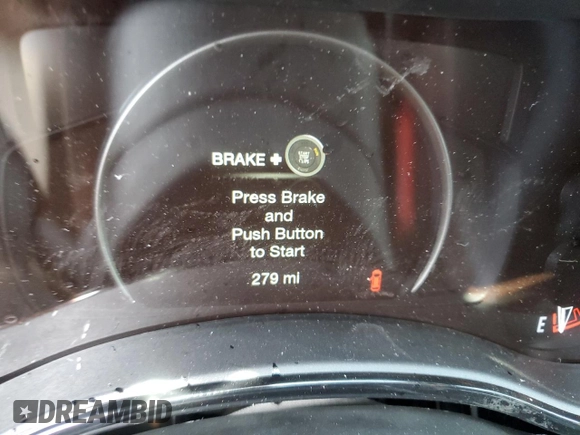 BRAKE +
Press Brake
and
Push Button
to Start
279 mi
E
DREAMBID